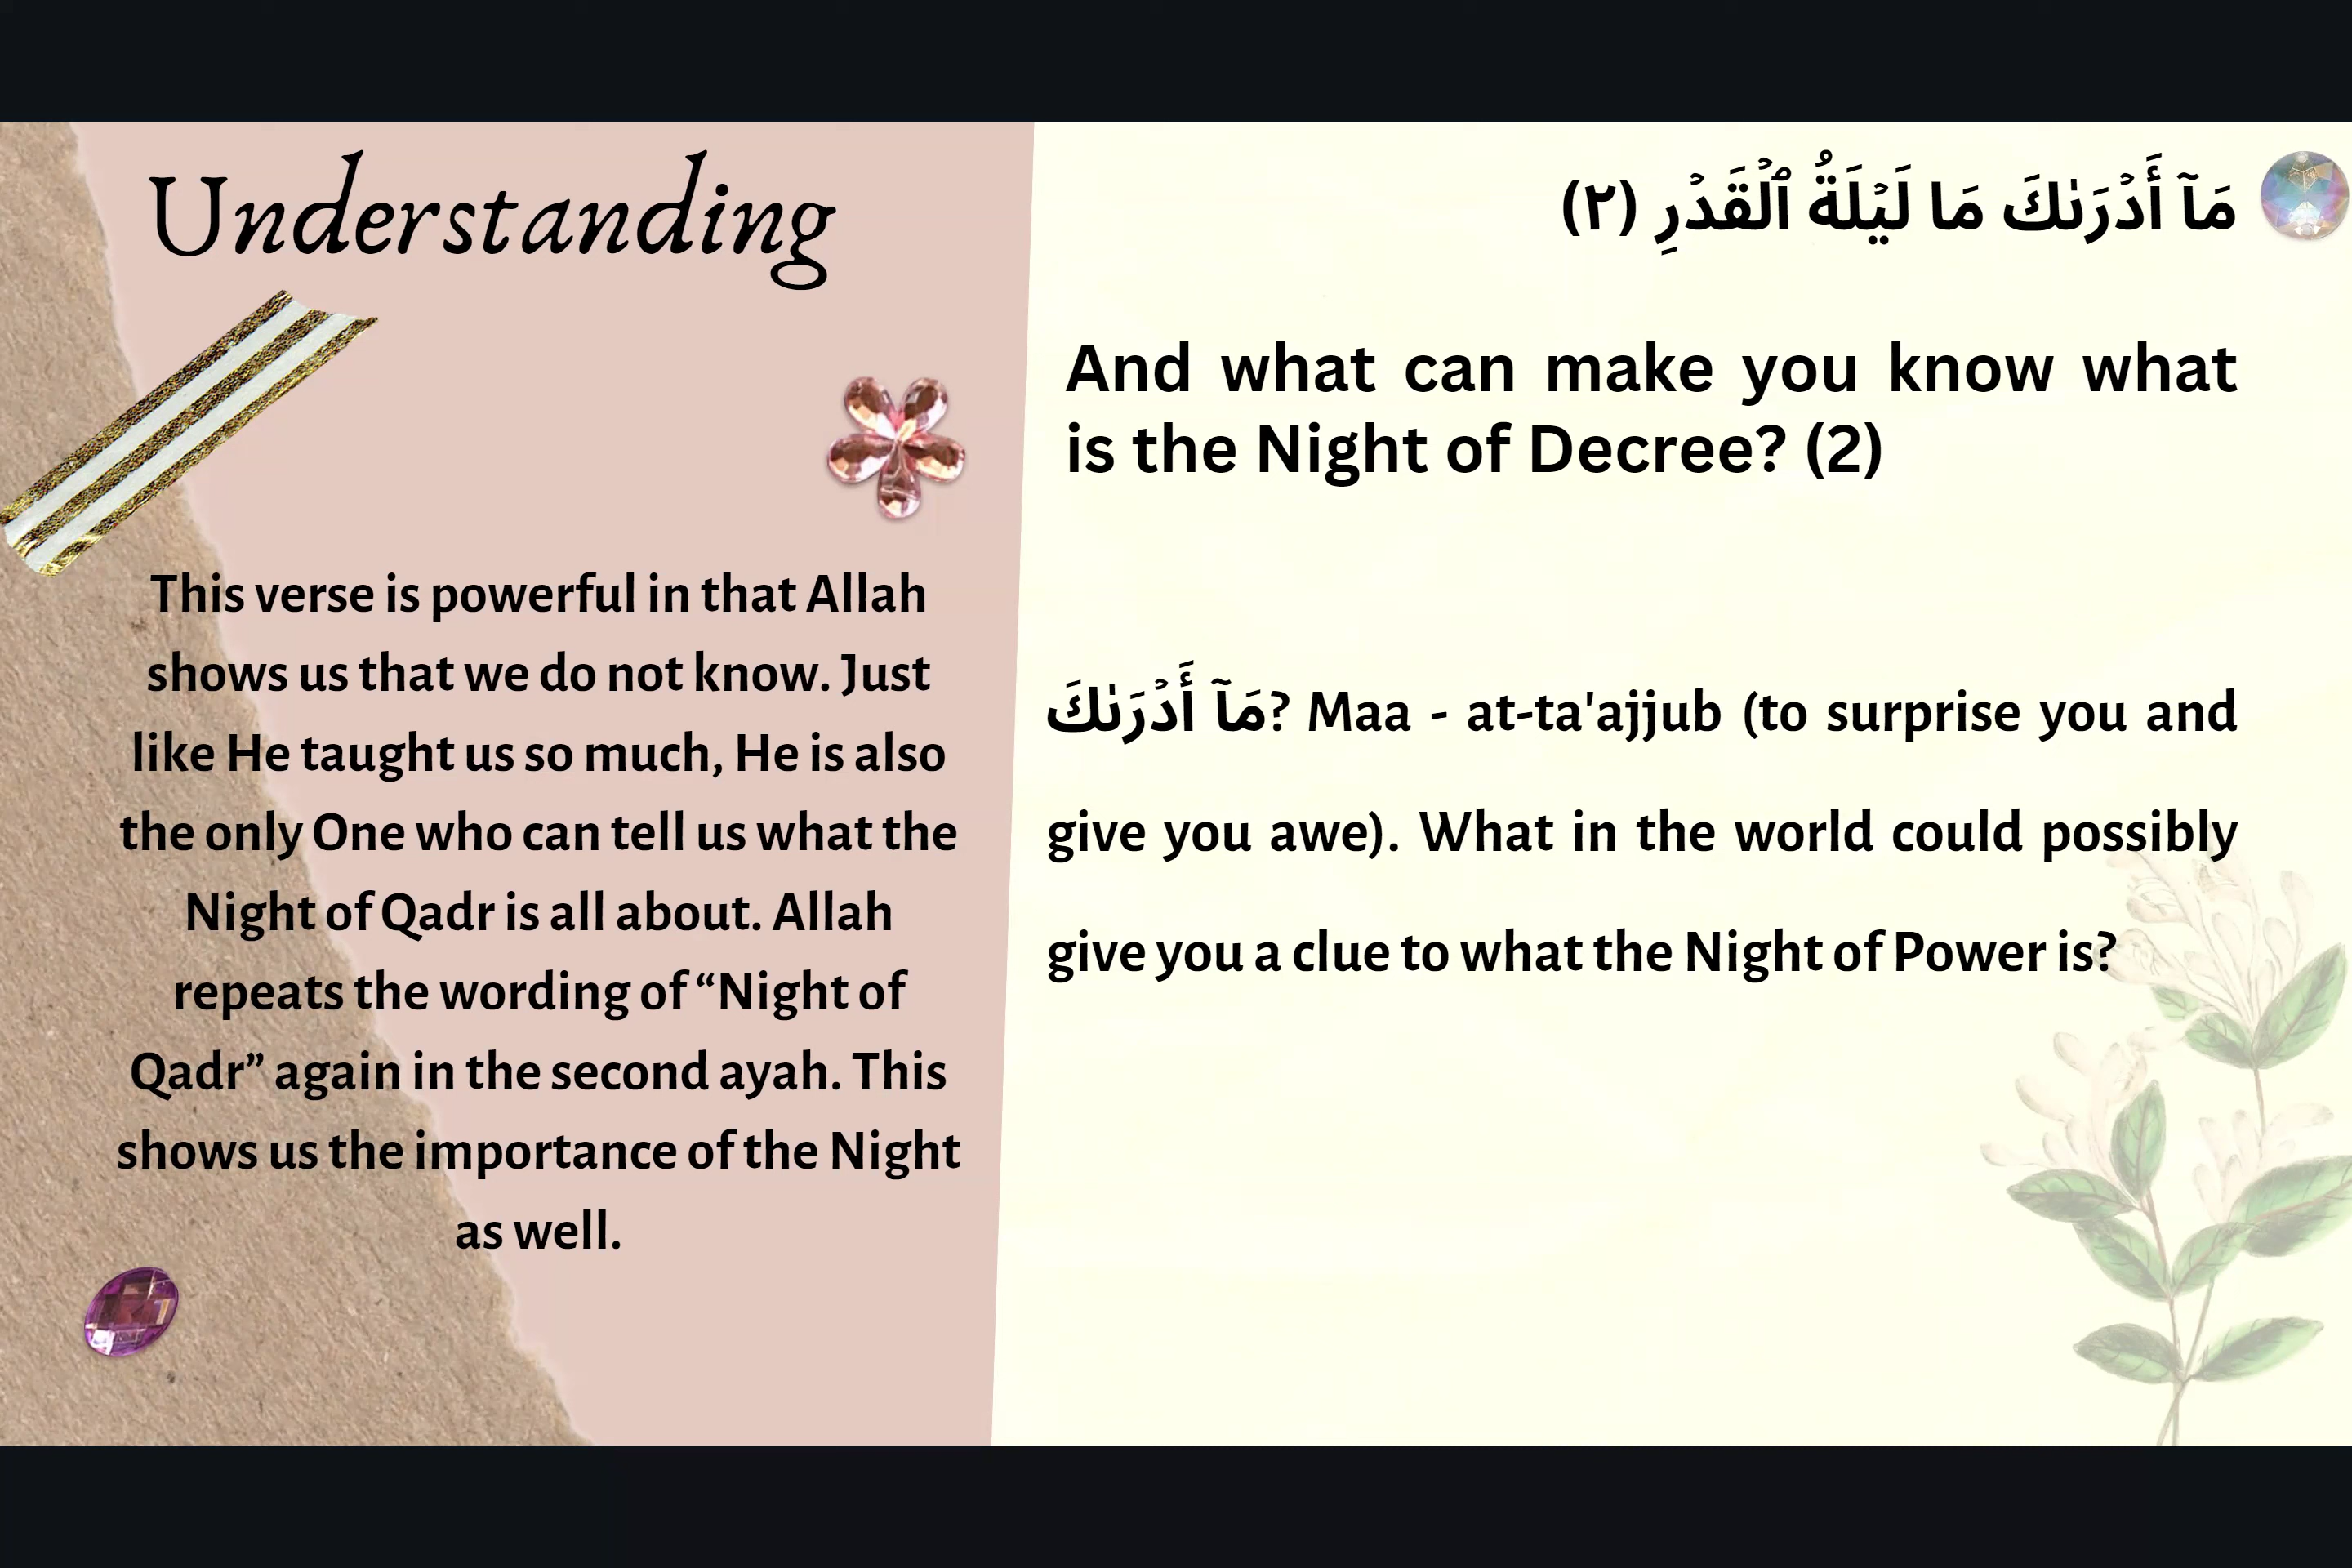 Understanding
This verse is powerful in that Allah
shows us that we do not know. Just
like He taught us so much, He is also
the only One who can tell us what the
Night of Qadr is all about. Allah
repeats the wording of “Night of
Qadr” again in the second ayah. This
shows us the importance of the Night
as well.
مَآ أَدْرَىٰكَ مَا لَيْلَةُ ٱلْقَدْرِ (٢)
And what can make you know what
is the Night of Decree? (2)
مَآ أَدْرَىٰكَ? Maa - at-ta'ajjub (to surprise you and
give you awe). What in the world could possibly
give you a clue to what the Night of Power is?